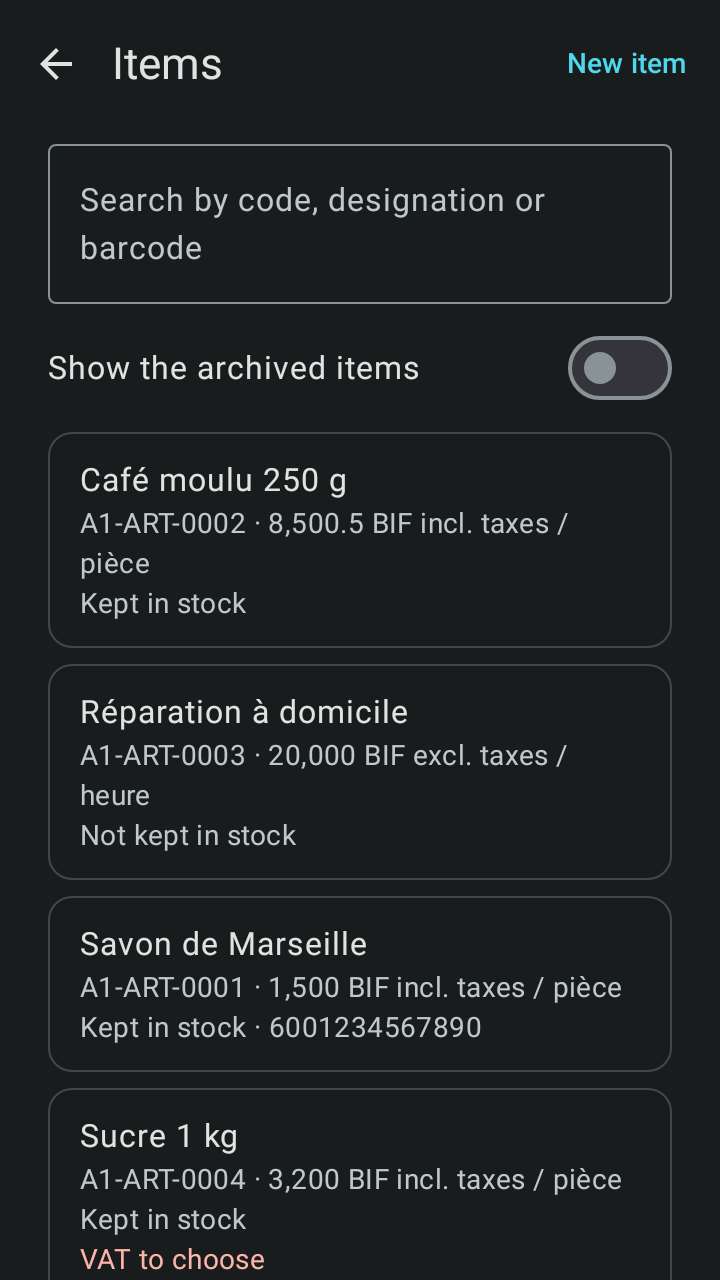 Items
New item
Search by code, designation or
barcode
Show the archived items
Café moulu 250 g
A1-ART-0002 · 8,500.5 BIF incl. taxes /
pièce
Kept in stock
Réparation à domicile
A1-ART-0003 · 20,000 BIF excl. taxes /
heure
Not kept in stock
Savon de Marseille
A1-ART-0001 · 1,500 BIF incl. taxes / pièce
Kept in stock · 6001234567890
Sucre 1 kg
A1-ART-0004 · 3,200 BIF incl. taxes / pièce
Kept in stock
VAT to choose